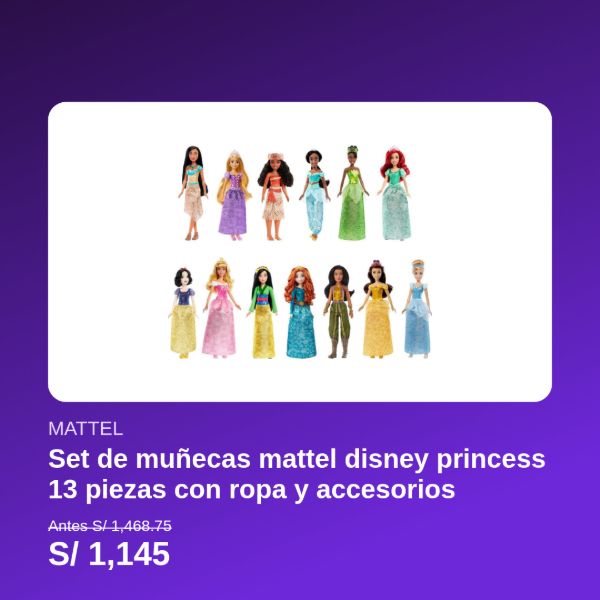 MATTEL
Set de muñecas mattel disney princess
13 piezas con ropa y accesorios
Antes S/ 1,468.75
S/ 1,145